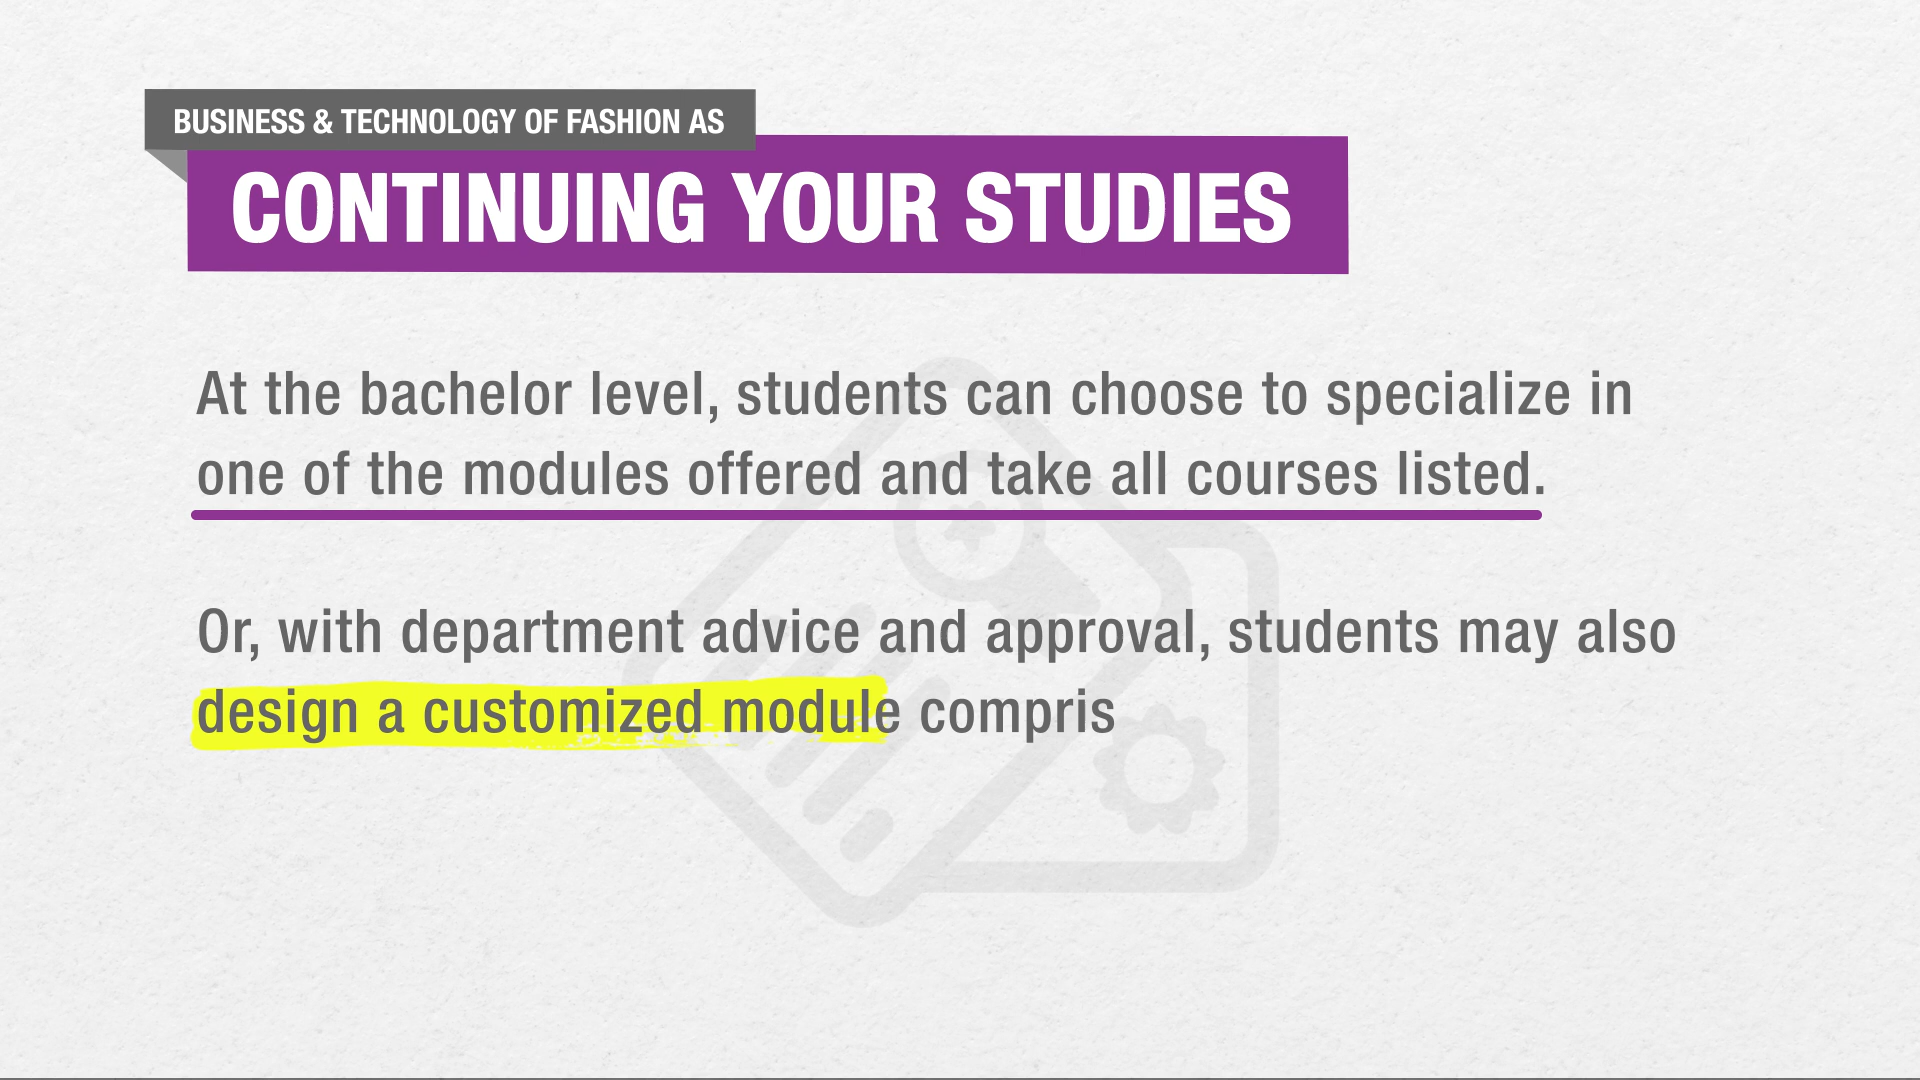 BUSINESS & TECHNOLOGY OF FASHION AS
CONTINUING YOUR STUDIES
At the bachelor level, students can choose to specialize in
one of the modules offered and take all courses listed.
Or, with department advice and approval, students may also
design a customized module compris